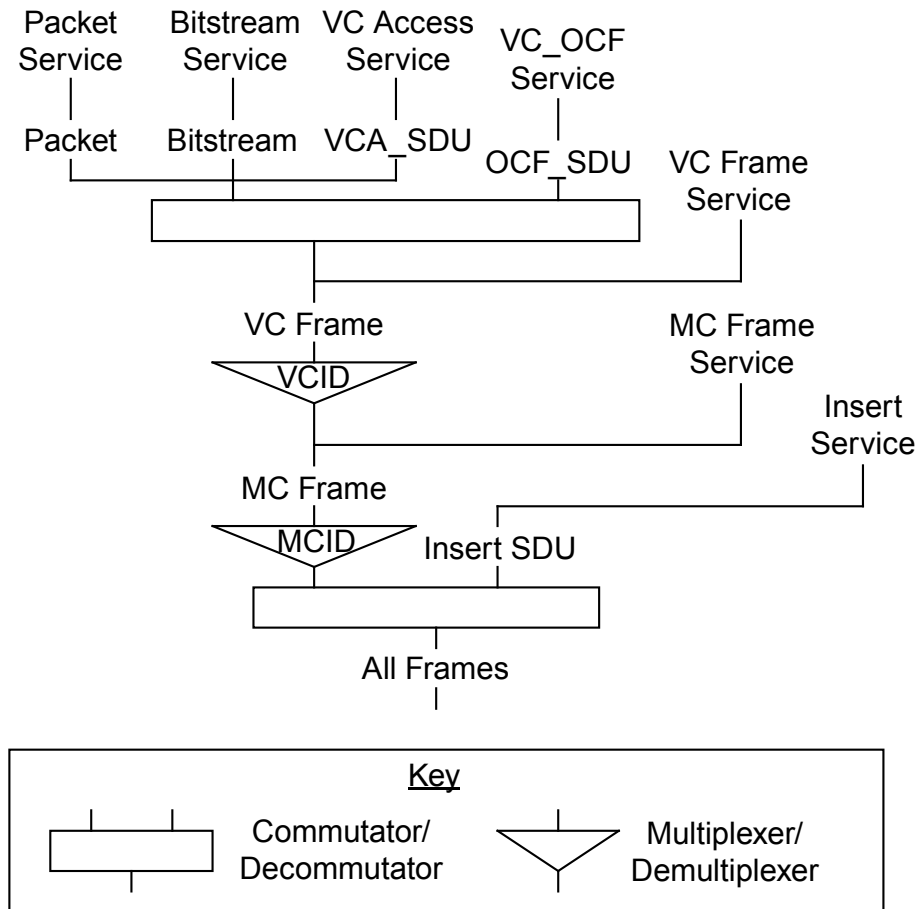 Packet
Service
Bitstream
Service
VC Access
Service
VC_OCF
Service
Packet
Bitstream
VCA_SDU
OCF_SDU
VC Frame
Service
VC Frame
VCID
MC Frame
Service
Insert
Service
MC Frame
MCID
Insert SDU
All Frames
Key
Commutator/
Decommutator
Multiplexer/
Demultiplexer